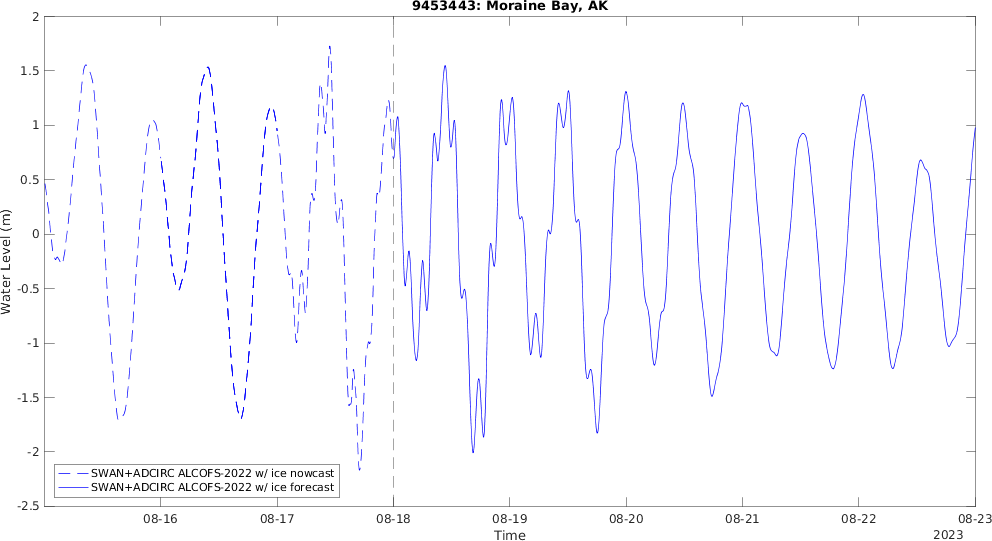 9453443: Moraine Bay, AK
Water Level (m)
2
1.5
1
0.5
0
-0.5
-1
-1.5
-2
-2.5
SWAN+ADCIRC ALCOFS-2022 w/ ice nowcast
SWAN+ADCIRC ALCOFS-2022 w/ ice forecast
08-16 08-17 08-18 08-19 08-20 08-21 08-22 08-23
Time
2023